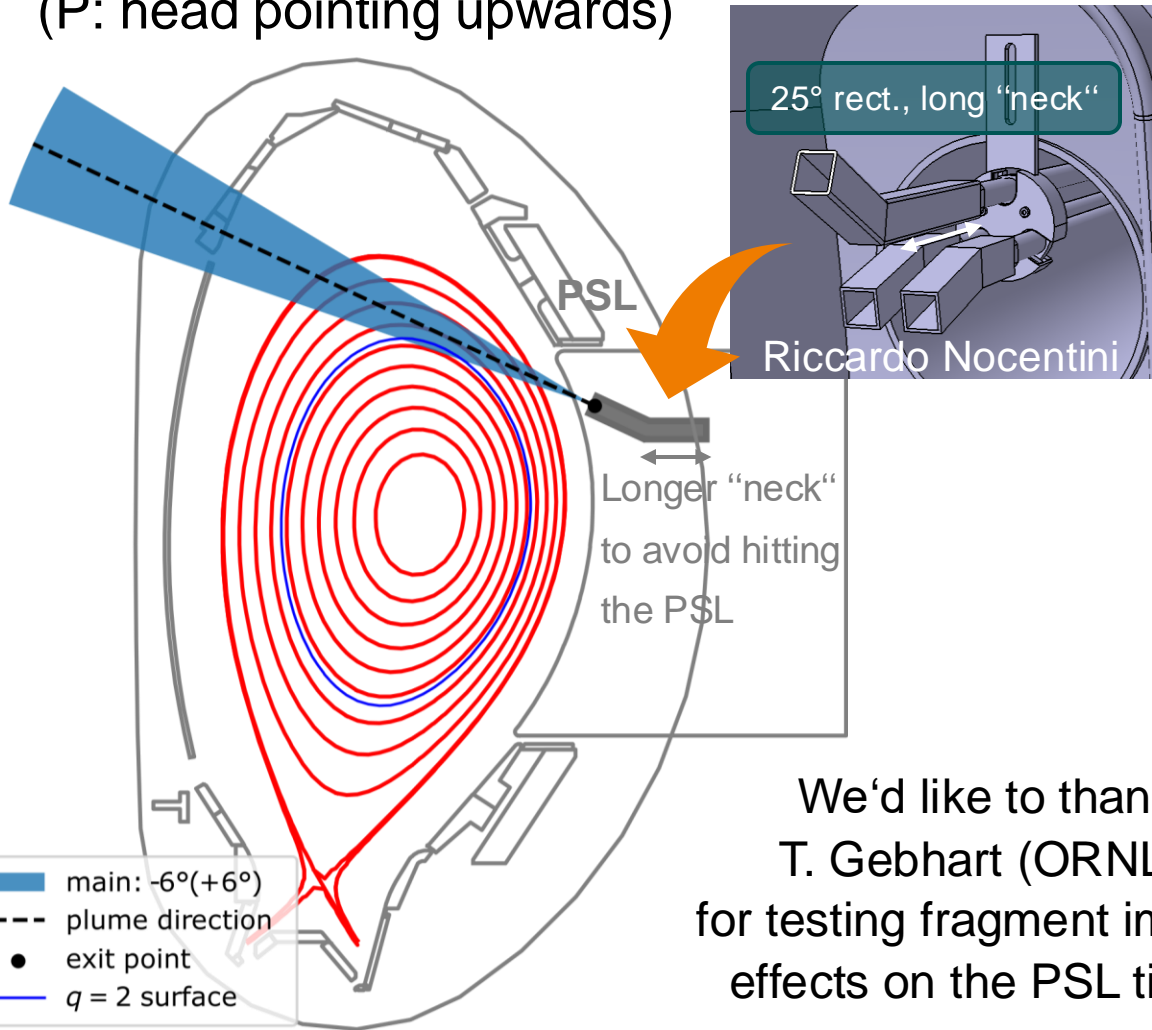 (P: head pointing upwards)
25° rect., long “neck“
PSL
Riccardo Nocentini
Longer “neck“
to avoid hitting
the PSL
We‘d like to than
T. Gebhart (ORNL
for testing fragment im
effects on the PSL ti
main: -6°(+6°)
plume direction
exit point
q = 2 surface